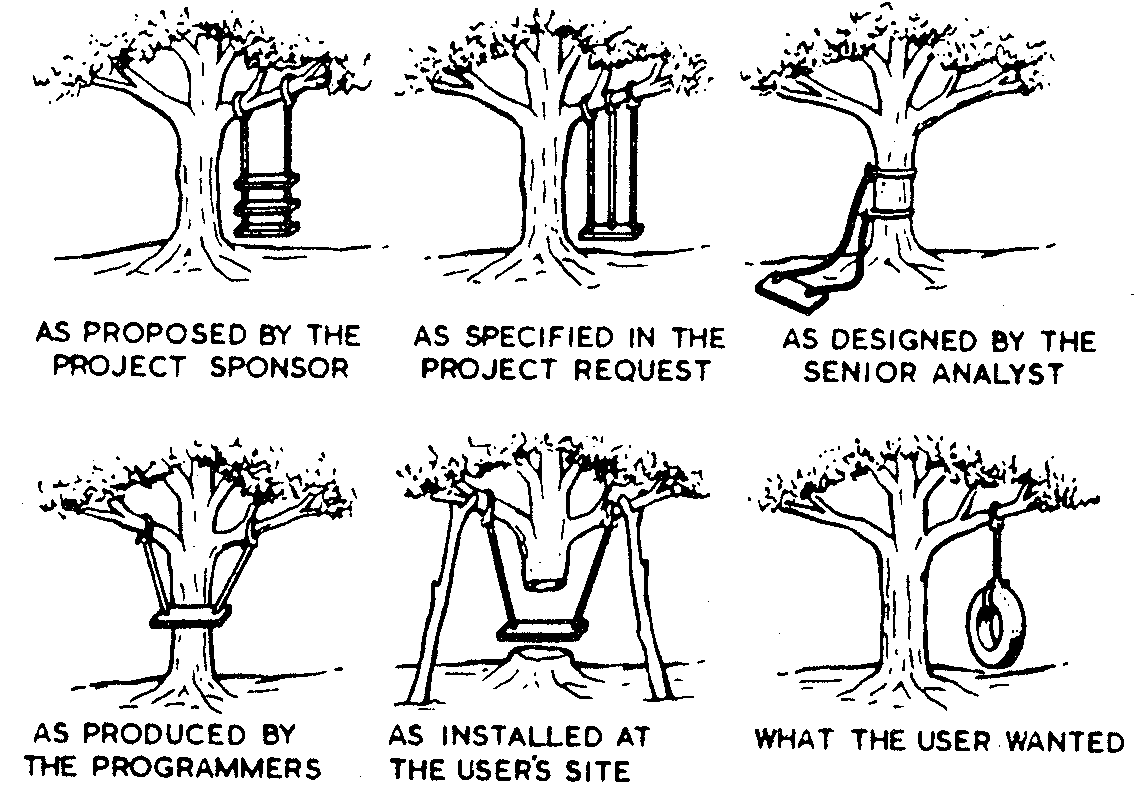 AS PROPOSED BY THE
PROJECT SPONSOR
AS SPECIFIED IN THE
PROJECT REQUEST
AS DESIGNED BY THE
SENIOR ANALYST
AS PRODUCED BY
THE PROGRAMMERS
AS INSTALLED AT
THE USER'S SITE
WHAT THE USER WANTED